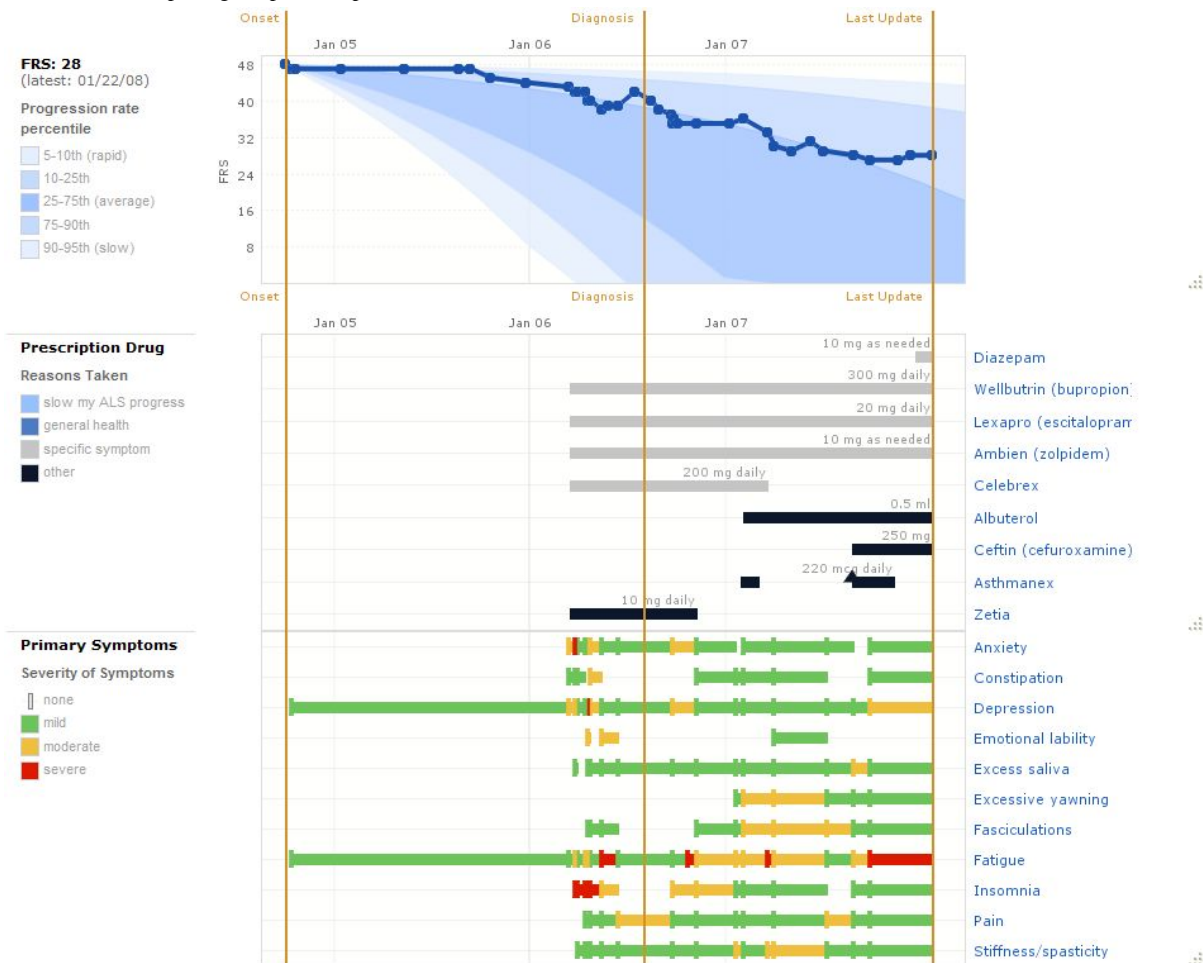 Onset Diagnosis Last Update
Jan 05 Jan 06 Jan 07
FRS: 28
(latest: 01/22/08)
Progression rate
percentile
5-10th (rapid)
10-25th
25-75th (average)
75-90th
90-95th (slow)
FRS
48
40
32
24
16
8
Onset Diagnosis Last Update
Jan 05 Jan 06 Jan 07
Prescription Drug
Reasons Taken
slow my ALS progress
general health
specific symptom
other
10 mg as needed Diazepam
300 mg daily Wellbutrin (bupropion)
20 mg daily Lexapro (escitalopram
10 mg as needed Ambien (zolpidem)
200 mg daily Celebrex
0.5 ml Albuterol
250 mg Ceftin (cefuroxamine)
220 mcg daily Asthmanex
10 mg daily Zetia
Primary Symptoms
Severity of Symptoms
none
mild
moderate
severe
Anxiety
Constipation
Depression
Emotional lability
Excess saliva
Excessive yawning
Fasciculations
Fatigue
Insomnia
Pain
Stiffness/spasticity